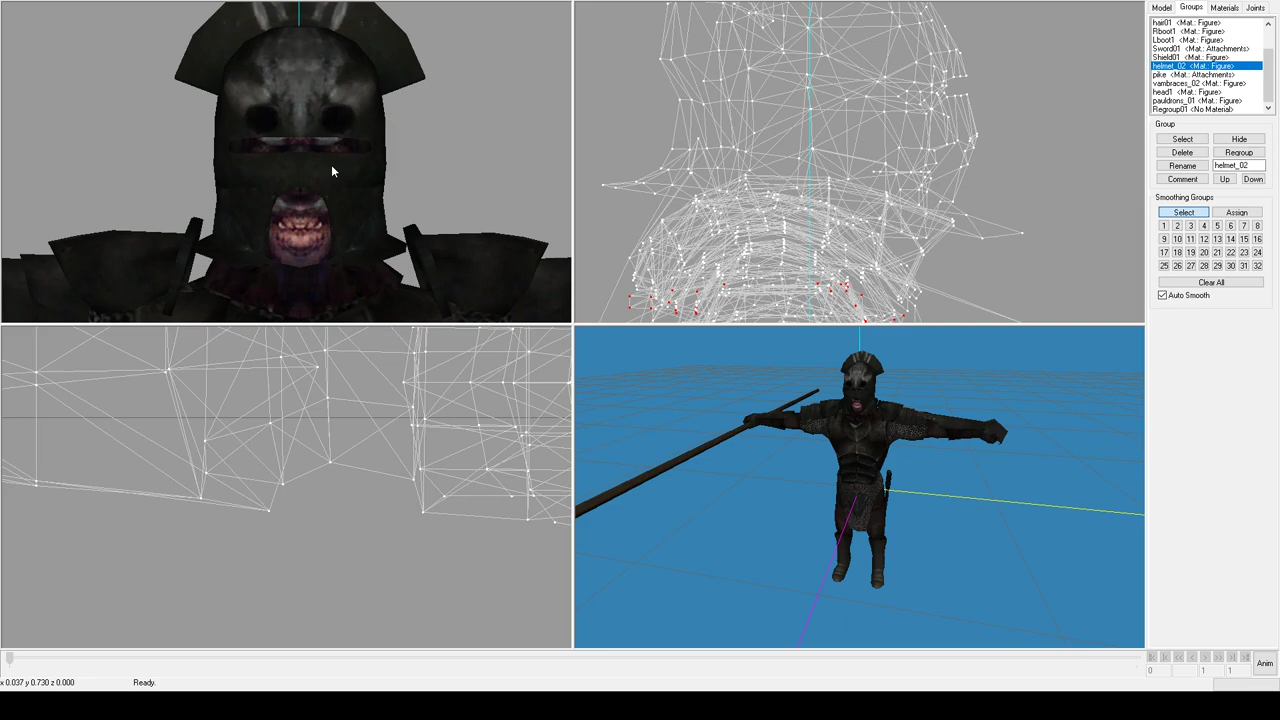 Model Groups Materials Joints
hair01 <Mat.: Figure>
Rboot1 <Mat.: Figure>
Lboot1 <Mat.: Figure>
Sword01 <Mat.: Attachments>
Shield01 <Mat.: Figure>
helmet_02 <Mat.: Figure>
pike <Mat.: Attachments>
vambraces_02 <Mat.: Figure>
head1 <Mat.: Figure>
pauldrons_01 <Mat.: Figure>
Regroup01 <No Material>
Group
Select Hide
Delete Regroup
Rename helmet_02
Comment Up Down
Smoothing Groups
Select Assign
1 2 3 4 5 6 7 8
9 10 11 12 13 14 15 16
17 18 19 20 21 22 23 24
25 26 27 28 29 30 31 32
Clear All
Auto Smooth
Anim
0 1 1
x 0.037 y 0.730 z 0.000 Ready.